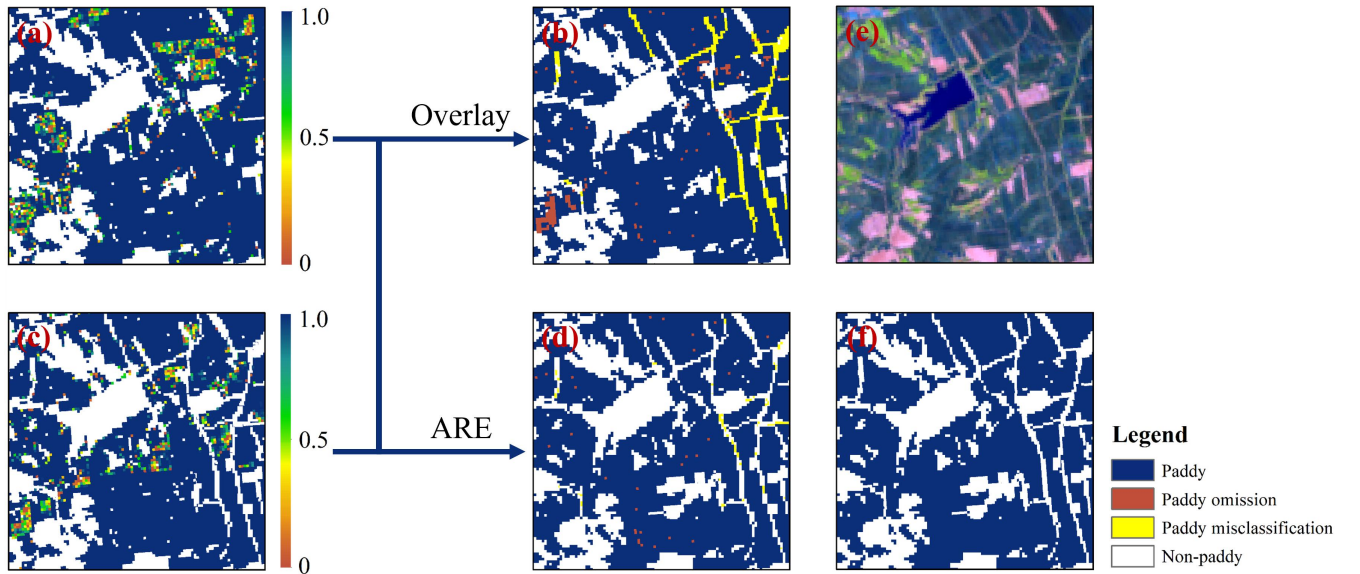 (a)
1.0
0.5
0
Overlay
(b)
(e)
(c)
1.0
0.5
0
ARE
(d)
(f)
Legend
Paddy
Paddy omission
Paddy misclassification
Non-paddy